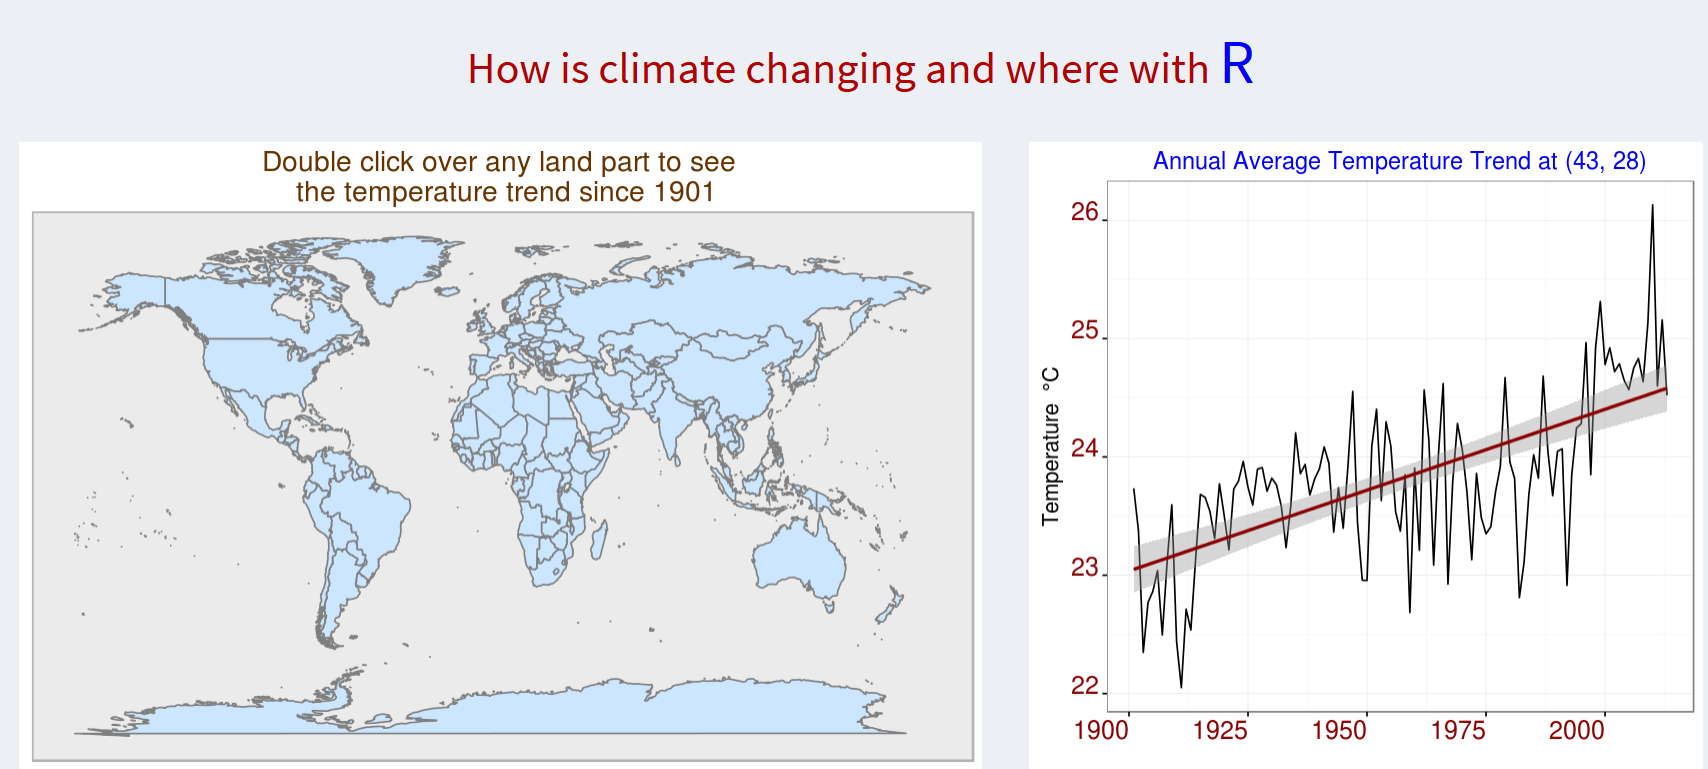 How is climate changing and where with R
Double click over any land part to see
the temperature trend since 1901
Annual Average Temperature Trend at (43, 28)
26
25
24
23
22
Temperature °C
1900 1925 1950 1975 2000